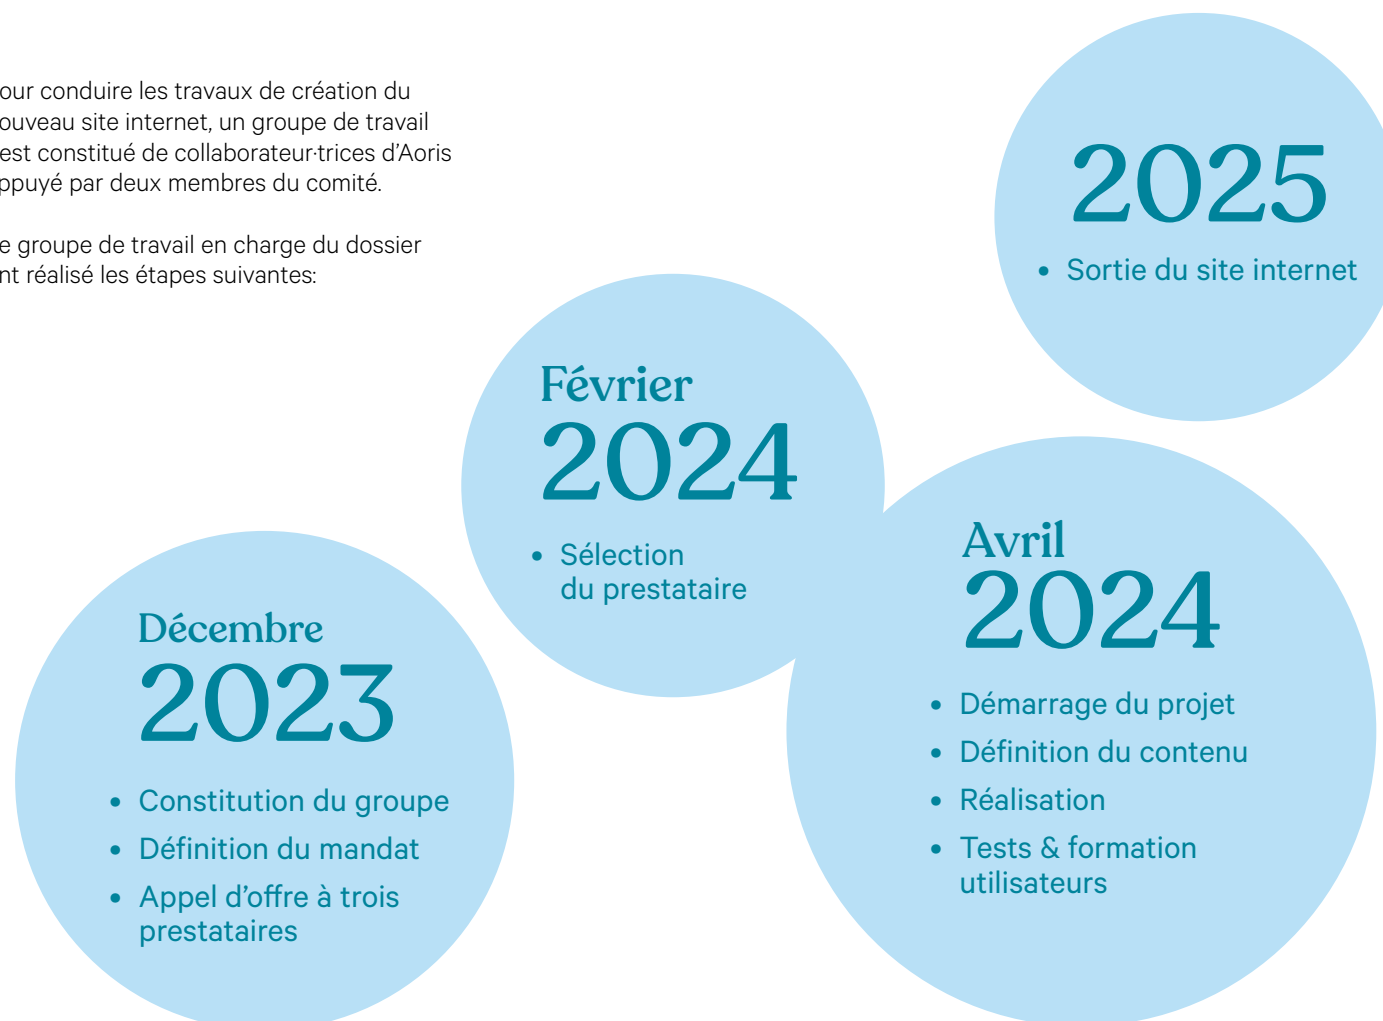 our conduire les travaux de création du
ouveau site internet, un groupe de travail
est constitué de collaborateur·trices d’Aoris
ppuyé par deux membres du comité.
e groupe de travail en charge du dossier
nt réalisé les étapes suivantes:
Décembre
2023
• Constitution du groupe
• Définition du mandat
• Appel d’offre à trois
prestataires
Février
2024
• Sélection
du prestataire
Avril
2024
• Démarrage du projet
• Définition du contenu
• Réalisation
• Tests & formation
utilisateurs
2025
• Sortie du site internet